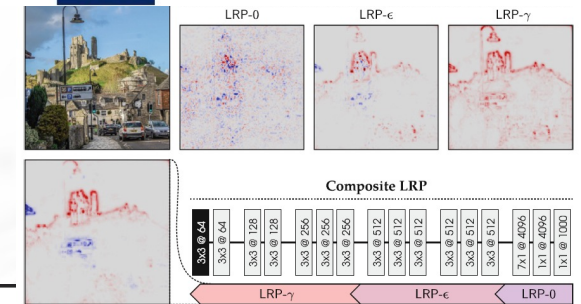 LRP-0
LRP-ϵ
LRP-γ
Composite LRP
3x3 @ 64
3x3 @ 64
3x3 @ 128
3x3 @ 128
3x3 @ 256
3x3 @ 256
3x3 @ 256
3x3 @ 512
3x3 @ 512
3x3 @ 512
3x3 @ 512
3x3 @ 512
3x3 @ 512
7x1 @ 4096
1x1 @ 4096
1x1 @ 1000
LRP-γ
LRP-ϵ
LRP-0